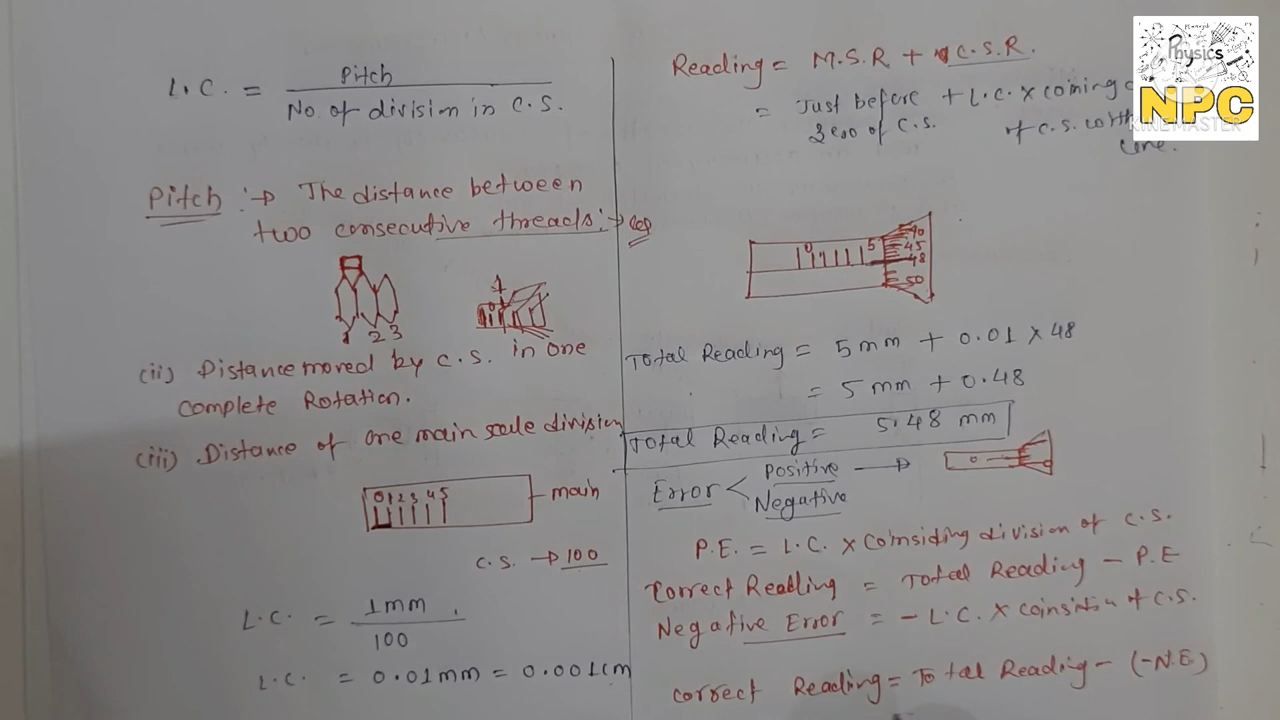 L.C. = Pitch
No. of division in C.S.
Pitch :→ The distance between
two consecutive threads:→
1 2 3
(ii) Distance moved by C.S. in one
Complete Rotation.
(iii) Distance of one main scale division
0 1 2 3 4 5
main
C.S. → 100
L.C. = 1mm
100
L.C. = 0.01mm = 0.001cm
Reading = M.S.R + C.S.R.
= Just before + L.C. × coming
zero of C.S. of C.S. with
line.
0 5 40
45
48
50
Total Reading = 5mm + 0.01 × 48
= 5mm + 0.48
Total Reading = 5.48 mm
Error < Positive →
Negative
0
P.E. = L.C. × Coinsiding division of C.S.
Correct Reading = Total Reading - P.E
Negative Error = - L.C. × coinsition of C.S.
Correct Reading = Total Reading - (-N.E)
Physics
NPC
KINEMASTER